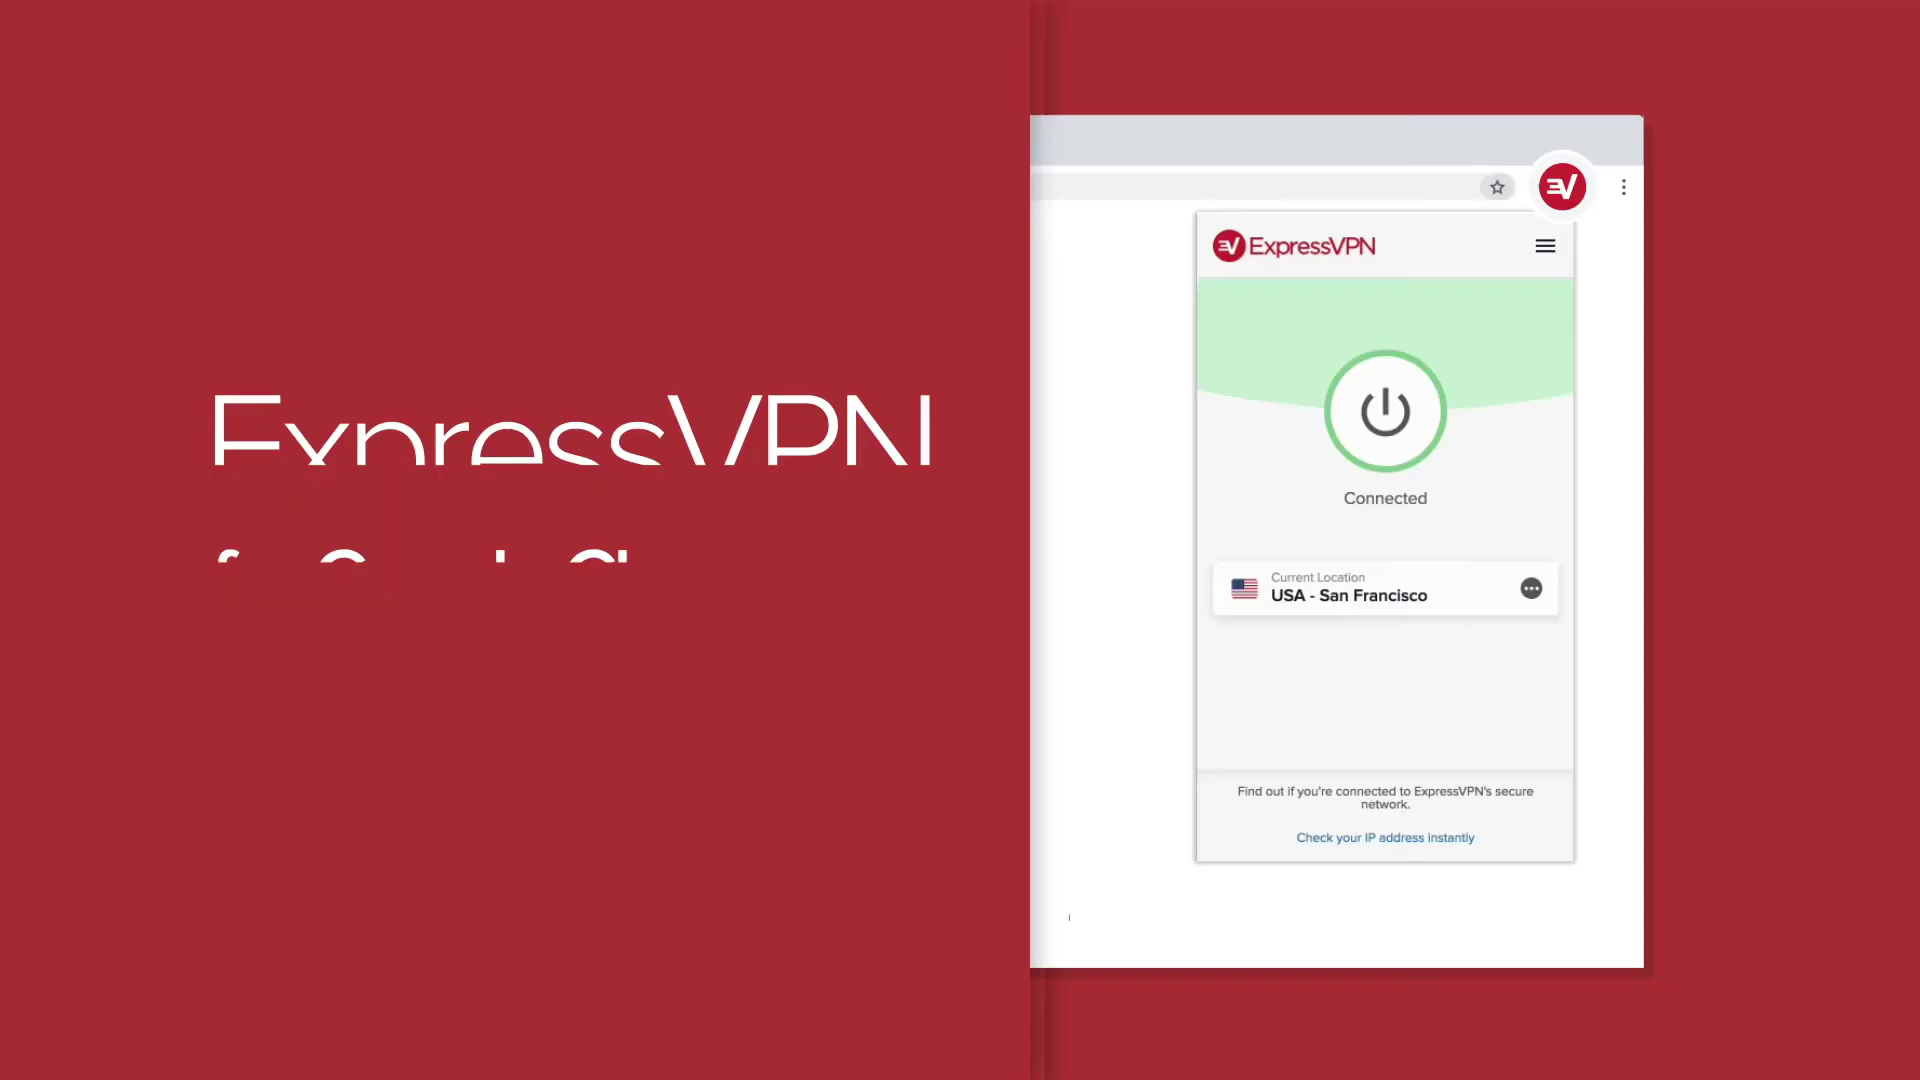 ExpressVPN
ExpressVPN
Connected
Current Location
USA - San Francisco
Find out if you're connected to ExpressVPN's secure
network.
Check your IP address instantly